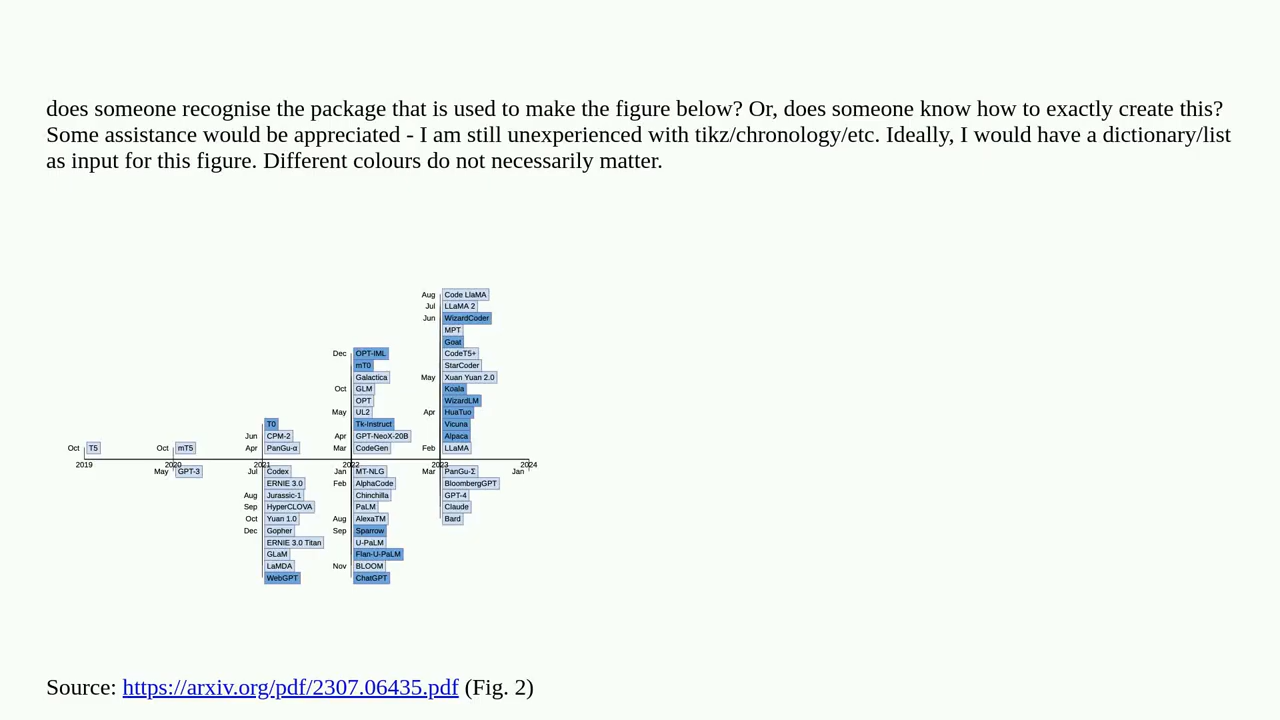 does someone recognise the package that is used to make the figure below? Or, does someone know how to exactly create this?
Some assistance would be appreciated - I am still unexperienced with tikz/chronology/etc. Ideally, I would have a dictionary/list
as input for this figure. Different colours do not necessarily matter.
Aug Code LlaMA
Jul LLaMA 2
Jun WizardCoder
MPT
Goat
Dec OPT-IML CodeT5+
mT0 StarCoder
Galactica May Xuan Yuan 2.0
Oct GLM Koala
OPT WizardLM
May UL2 Apr HuaTuo
T0 Tk-Instruct Vicuna
Jun CPM-2 Apr GPT-NeoX-20B Alpaca
Oct T5 Oct mT5 Apr PanGu-α Mar CodeGen Feb LLaMA
2019 2020 2021 2022 2023 2024
May GPT-3 Jul Codex Jan MT-NLG Mar PanGu-Σ Jan
ERNIE 3.0 Feb AlphaCode BloombergGPT
Aug Jurassic-1 Chinchilla GPT-4
Sep HyperCLOVA PaLM Claude
Oct Yuan 1.0 Aug AlexaTM Bard
Dec Gopher Sep Sparrow
ERNIE 3.0 Titan U-PaLM
GLaM Flan-U-PaLM
LaMDA Nov BLOOM
WebGPT ChatGPT
Source: https://arxiv.org/pdf/2307.06435.pdf (Fig. 2)